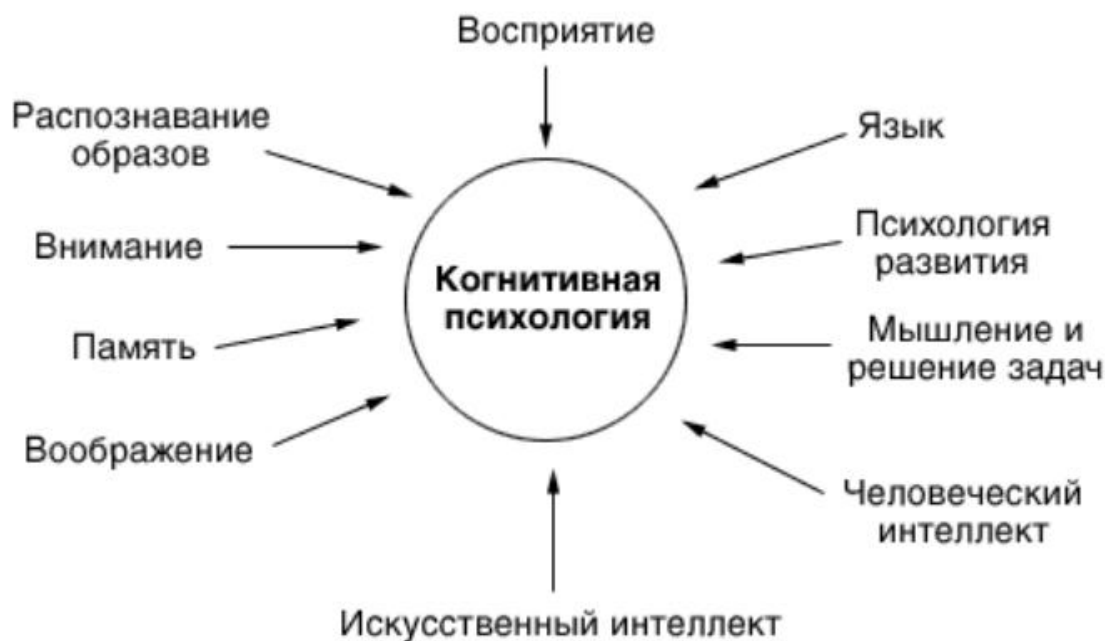 Восприятие
Распознавание
образов
Язык
Внимание
Психология
развития
Когнитивная
психология
Память
Мышление и
решение задач
Воображение
Человеческий
интеллект
Искусственный интеллект